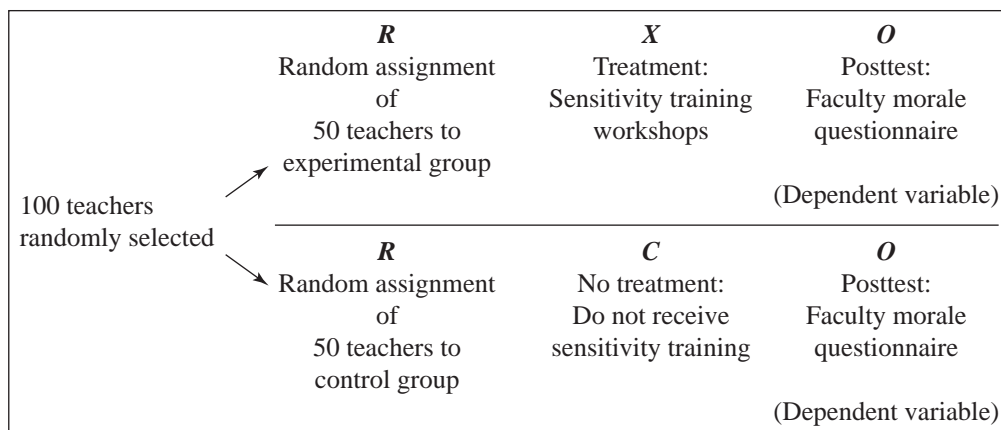 R X O
Random assignment Treatment: Posttest:
of Sensitivity training Faculty morale
50 teachers to workshops questionnaire
experimental group
(Dependent variable)
100 teachers
randomly selected
R C O
Random assignment No treatment: Posttest:
of Do not receive Faculty morale
50 teachers to sensitivity training questionnaire
control group
(Dependent variable)